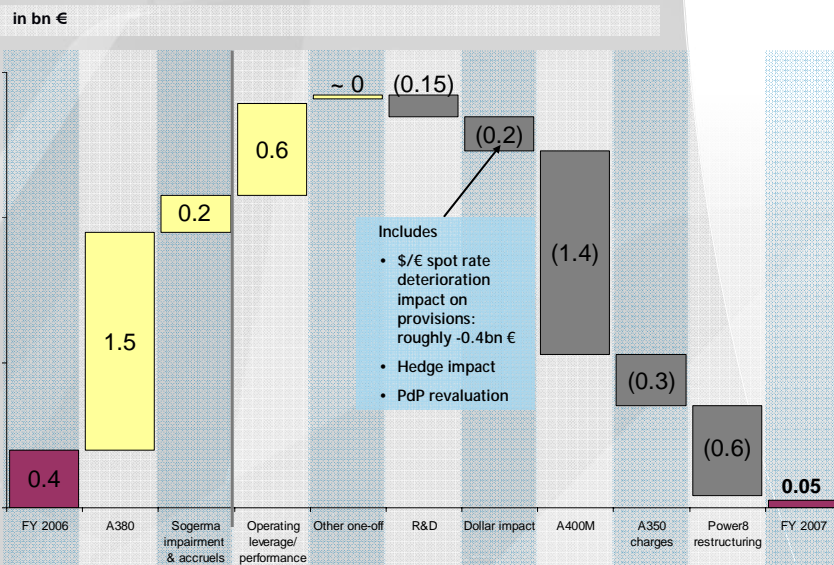 in bn €
~ 0
(0.15)
0.6
(0.2)
0.2
Includes
• $/€ spot rate
deterioration
impact on
provisions:
roughly -0.4bn €
• Hedge impact
• PdP revaluation
(1.4)
1.5
(0.3)
(0.6)
0.4
0.05
FY 2006
A380
Sogerma
impairment
& accruels
Operating
leverage/
performance
Other one-off
R&D
Dollar impact
A400M
A350
charges
Power8
restructuring
FY 2007